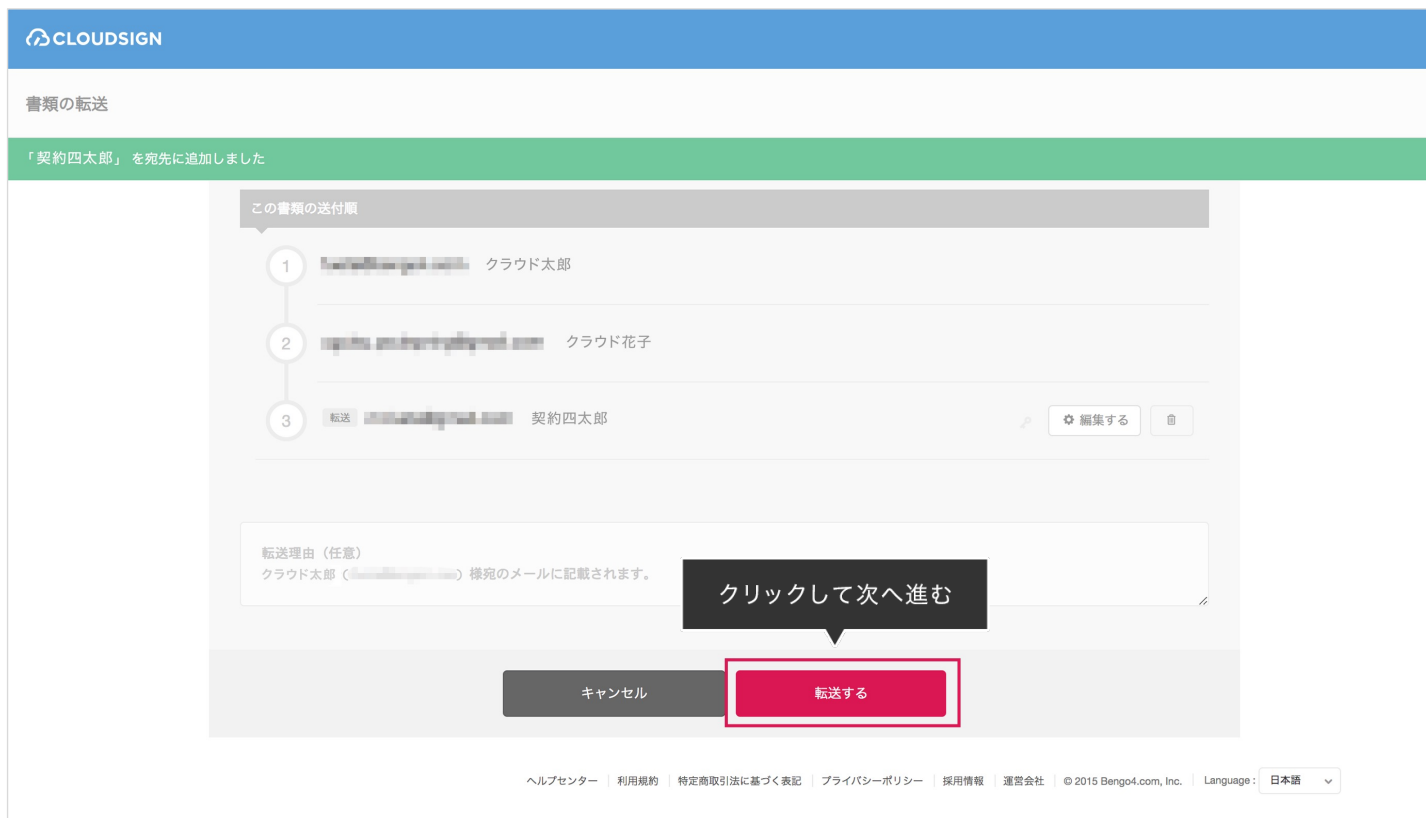 CLOUDSIGN
書類の転送
「契約四太郎」 を宛先に追加しました
この書類の送付順
1 クラウド太郎
2 クラウド花子
3 転送 契約四太郎 編集する
転送理由（任意）
クラウド太郎（ ）様宛のメールに記載されます。
クリックして次へ進む
キャンセル 転送する
ヘルプセンター 利用規約 特定商取引法に基づく表記 プライバシーポリシー 採用情報 運営会社 © 2015 Bengo4.com, Inc. Language : 日本語